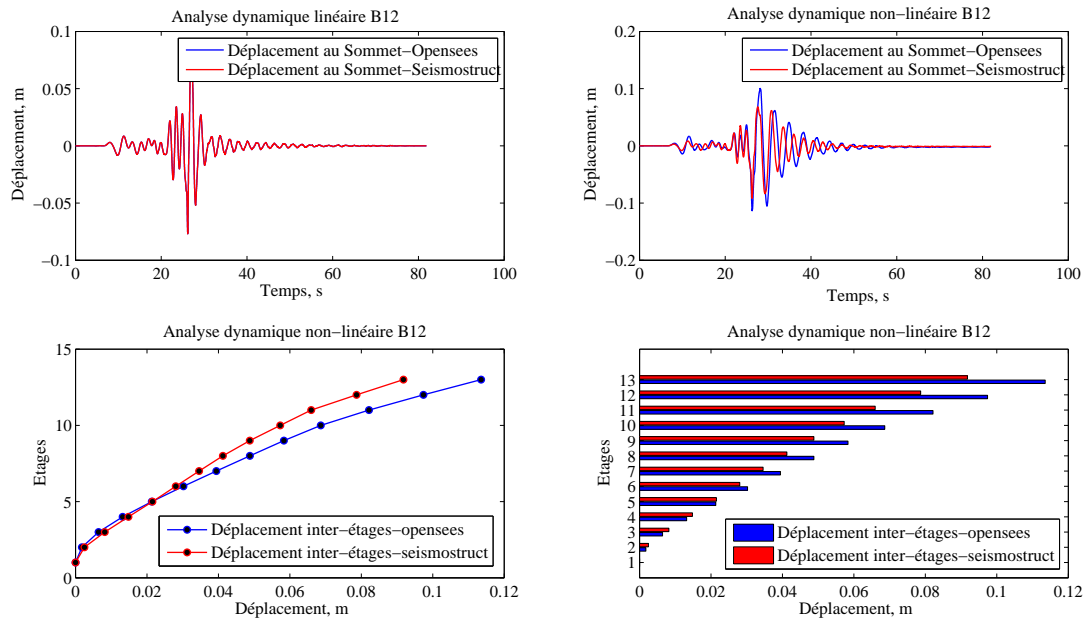 Analyse dynamique linéaire B12
0.1
0.05
0
−0.05
−0.1
Déplacement, m
Déplacement au Sommet−Opensees
Déplacement au Sommet−Seismostruct
0 20 40 60 80 100
Temps, s
Analyse dynamique non−linéaire B12
0.2
0.1
0
−0.1
−0.2
Déplacement, m
Déplacement au Sommet−Opensees
Déplacement au Sommet−Seismostruct
0 20 40 60 80 100
Temps, s
Analyse dynamique non−linéaire B12
15
10
5
0
Etages
Déplacement inter−étages−opensees
Déplacement inter−étages−seismostruct
0 0.02 0.04 0.06 0.08 0.1 0.12
Déplacement, m
Analyse dynamique non−linéaire B12
13
12
11
10
9
8
7
6
5
4
3
2
1
Etages
Déplacement inter−étages−opensees
Déplacement inter−étages−seismostruct
0 0.02 0.04 0.06 0.08 0.1 0.12
Déplacement, m